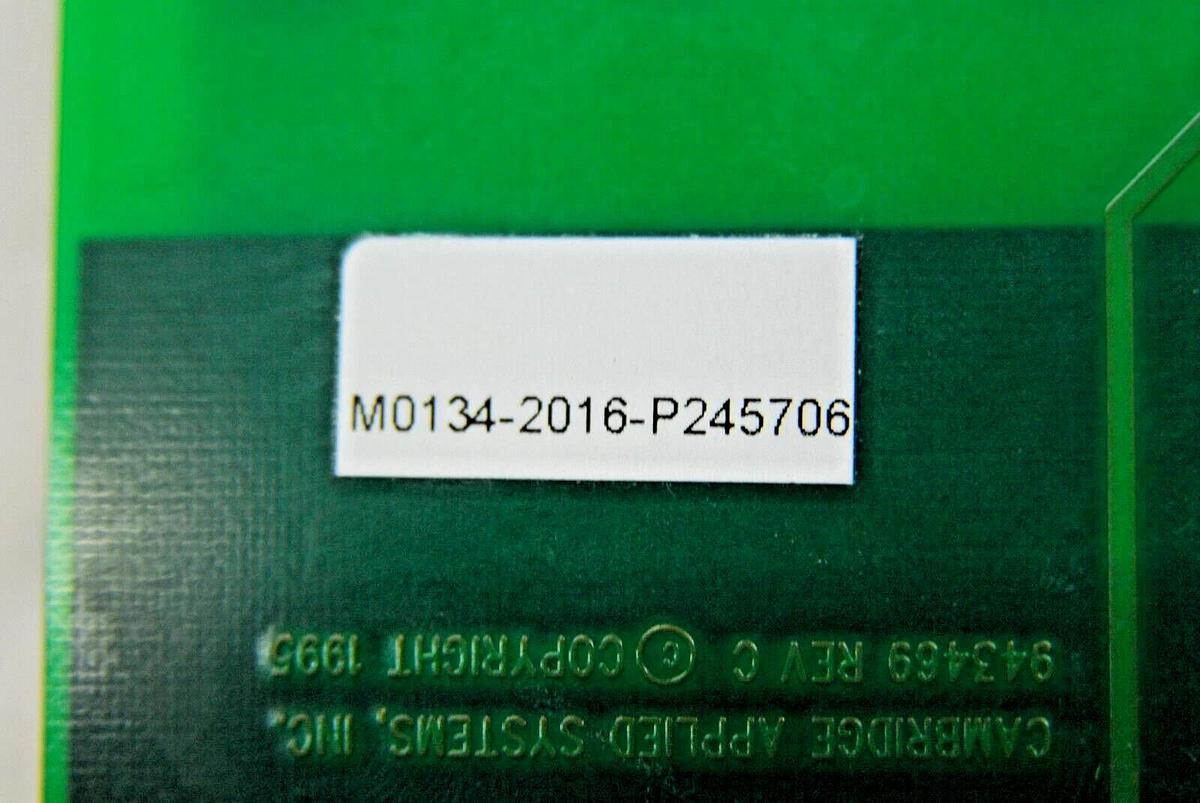 M0134-2016-P245706
CAMBRIDGE APPLIED SYSTEMS, INC.
943469 REV C © COPYRIGHT 1995